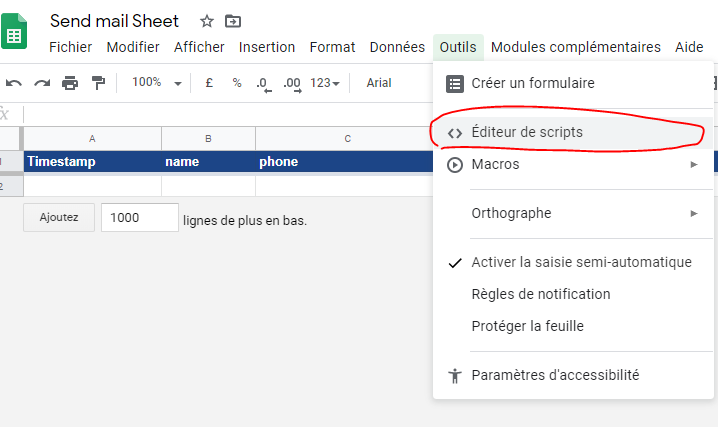 Send mail Sheet
Fichier Modifier Afficher Insertion Format Données Outils Modules complémentaires Aide
100% £ % .0 .00 123 Arial
Créer un formulaire
fx
Éditeur de scripts
A B C
1 Timestamp name phone
Macros
2
Ajoutez 1000 lignes de plus en bas.
Orthographe
Activer la saisie semi-automatique
Règles de notification
Protéger la feuille
Paramètres d'accessibilité